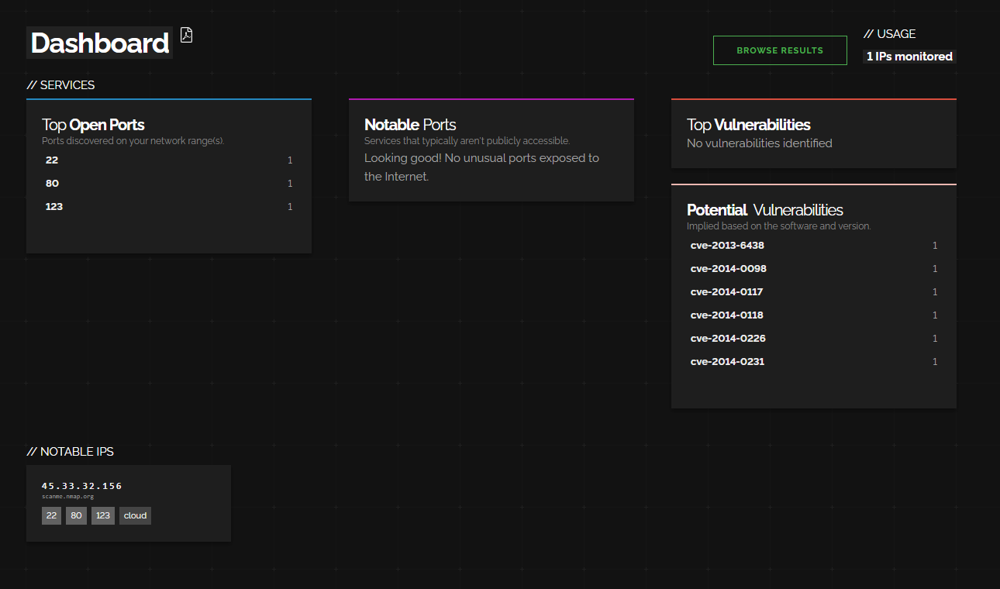 Dashboard
BROWSE RESULTS
// USAGE
1 IPs monitored
// SERVICES
Top Open Ports
Ports discovered on your network range(s).
22 1
80 1
123 1
Notable Ports
Services that typically aren't publicly accessible.
Looking good! No unusual ports exposed to
the Internet.
Top Vulnerabilities
No vulnerabilities identified
Potential Vulnerabilities
Implied based on the software and version.
cve-2013-6438 1
cve-2014-0098 1
cve-2014-0117 1
cve-2014-0118 1
cve-2014-0226 1
cve-2014-0231 1
// NOTABLE IPS
45.33.32.156
scanme.nmap.org
22 80 123 cloud